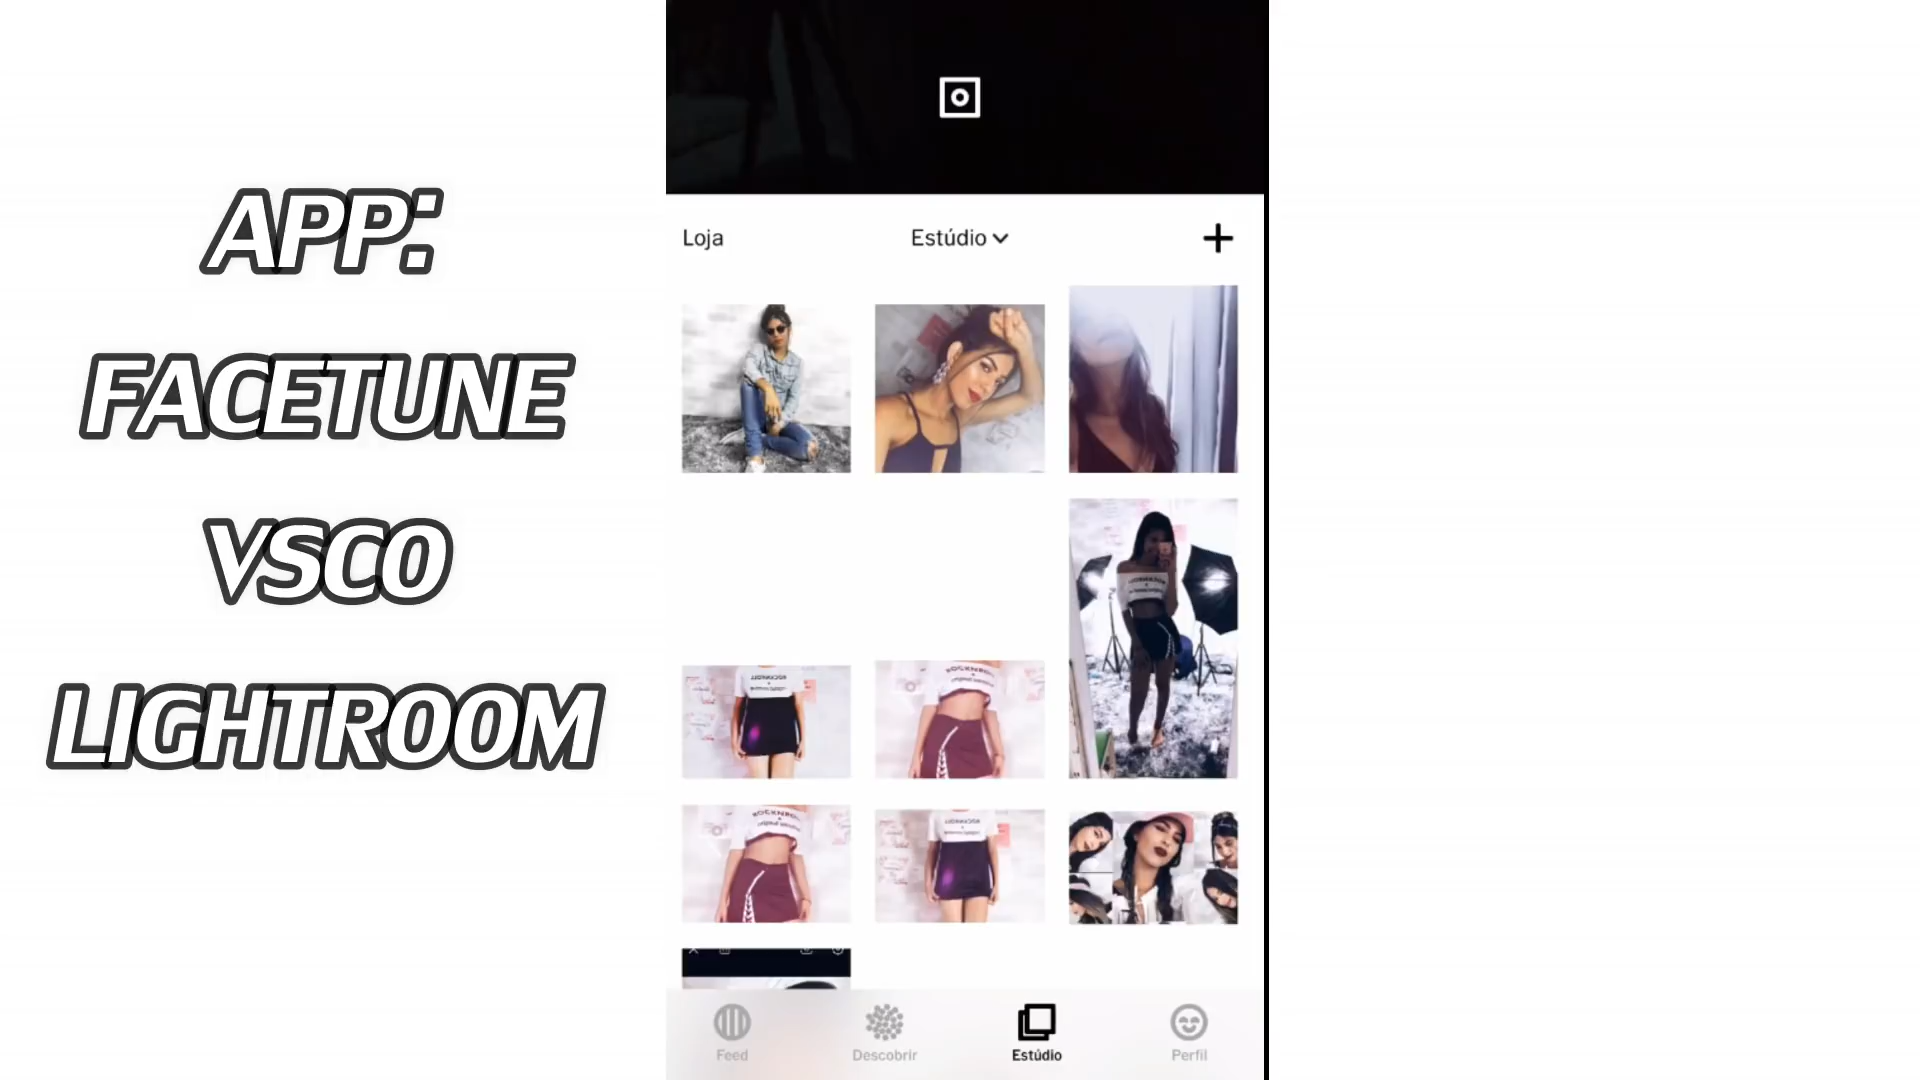 APP:
FACETUNE
VSCO
LIGHTROOM
Loja
Estúdio
Feed
Descobrir
Estúdio
Perfil